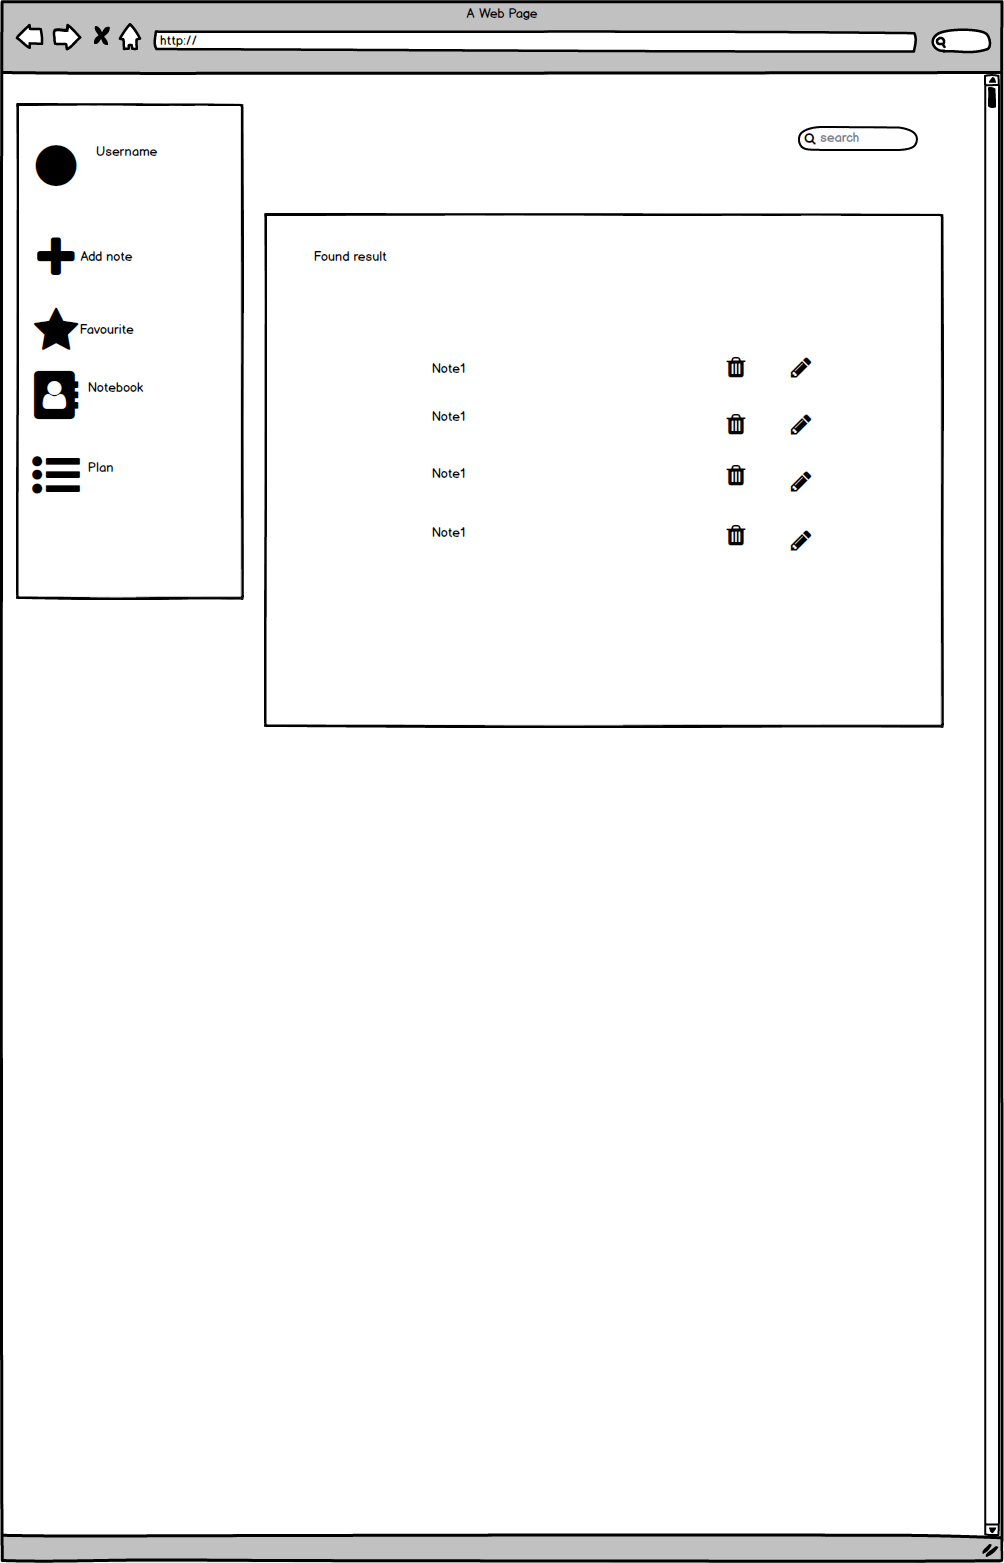 A Web Page
http://
search
Username
Add note
Favourite
Notebook
Plan
Found result
Note1
Note1
Note1
Note1